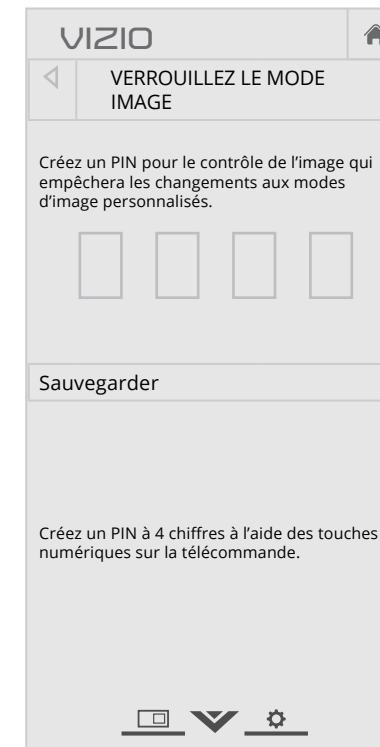 VIZIO
VERROUILLEZ LE MODE
IMAGE
Créez un PIN pour le contrôle de l'image qui
empêchera les changements aux modes
d'image personnalisés.
Sauvegarder
Créez un PIN à 4 chiffres à l'aide des touches
numériques sur la télécommande.